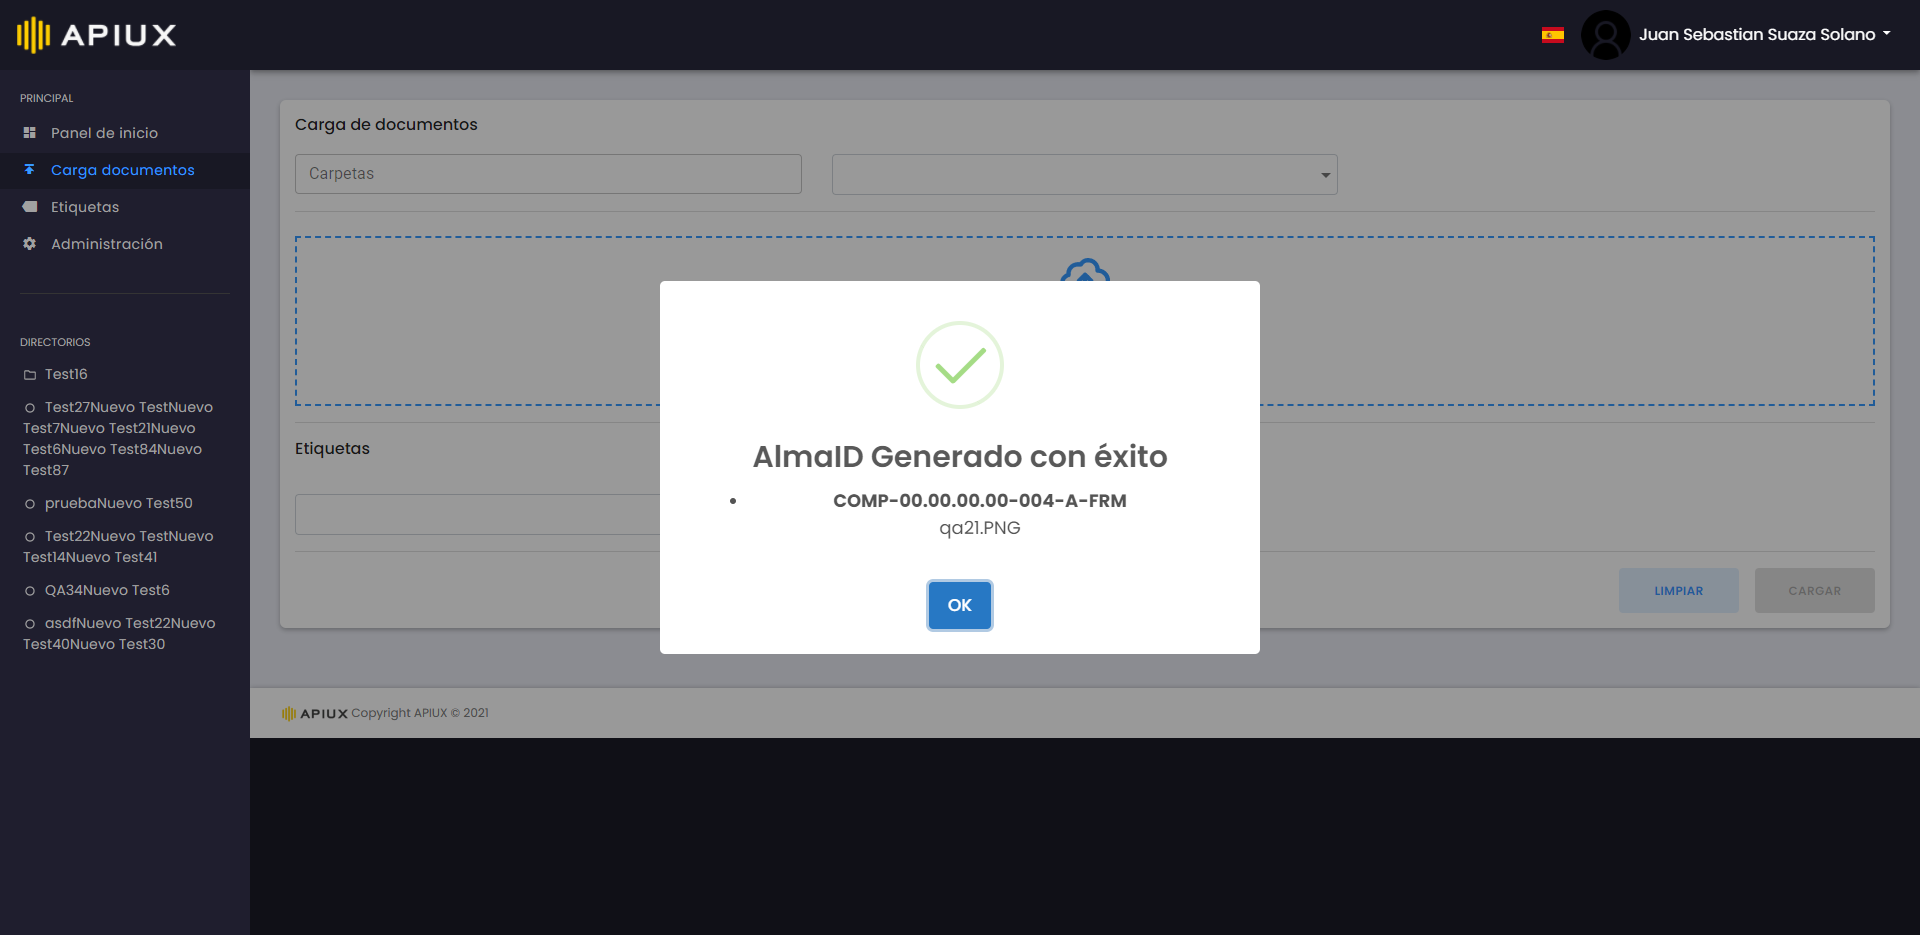 APIUX
Juan Sebastian Suaza Solano
PRINCIPAL
Panel de inicio
Carga documentos
Etiquetas
Administración
DIRECTORIOS
Test16
Test27Nuevo TestNuevo
Test7Nuevo Test21Nuevo
Test6Nuevo Test84Nuevo
Test87
pruebaNuevo Test50
Test22Nuevo TestNuevo
Test14Nuevo Test41
QA34Nuevo Test6
asdfNuevo Test22Nuevo
Test40Nuevo Test30
Carga de documentos
Carpetas
Etiquetas
LIMPIAR
CARGAR
AlmaID Generado con éxito
COMP-00.00.00.00-004-A-FRM
qa21.PNG
OK
APIUX Copyright APIUX © 2021